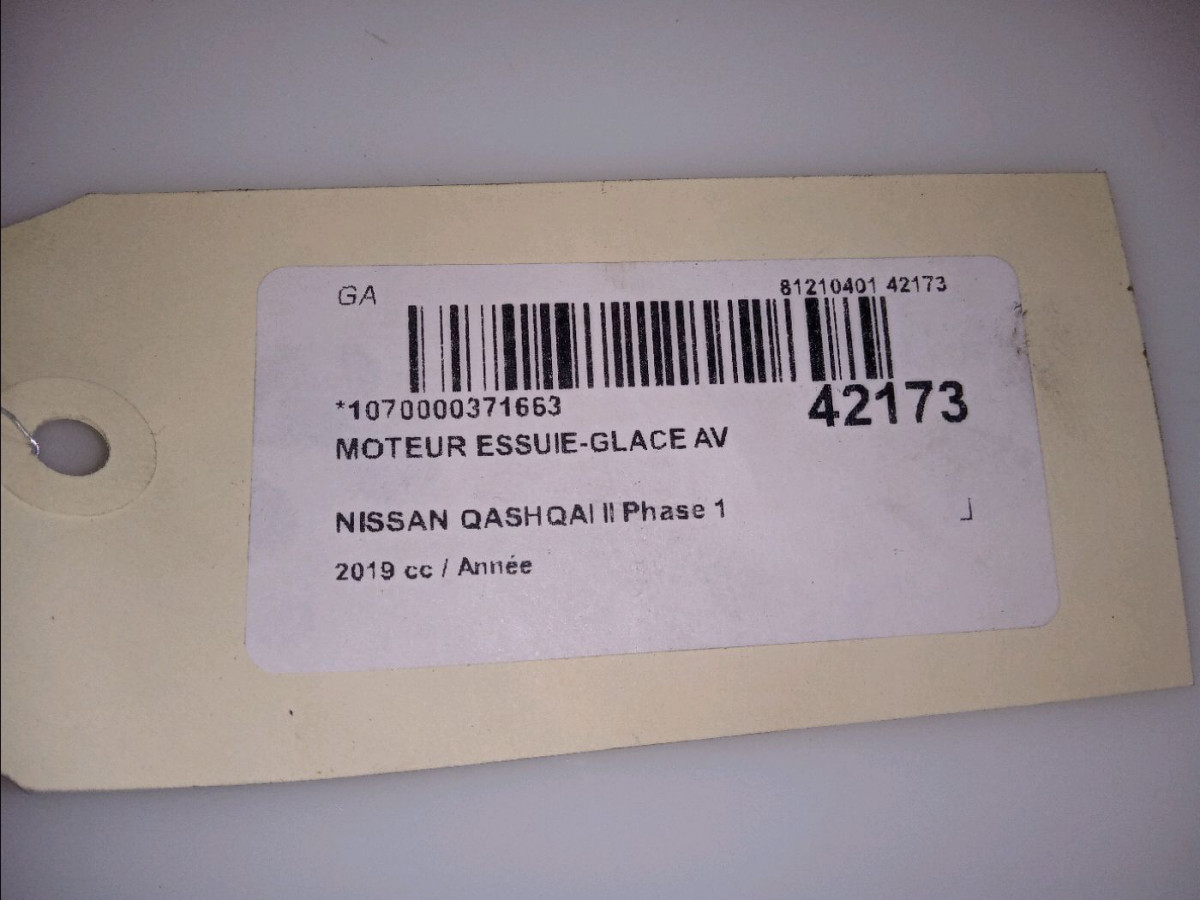 GA
81210401 42173
*1070000371663
42173
MOTEUR ESSUIE-GLACE AV
NISSAN QASHQAI II Phase 1
2019 cc / Année